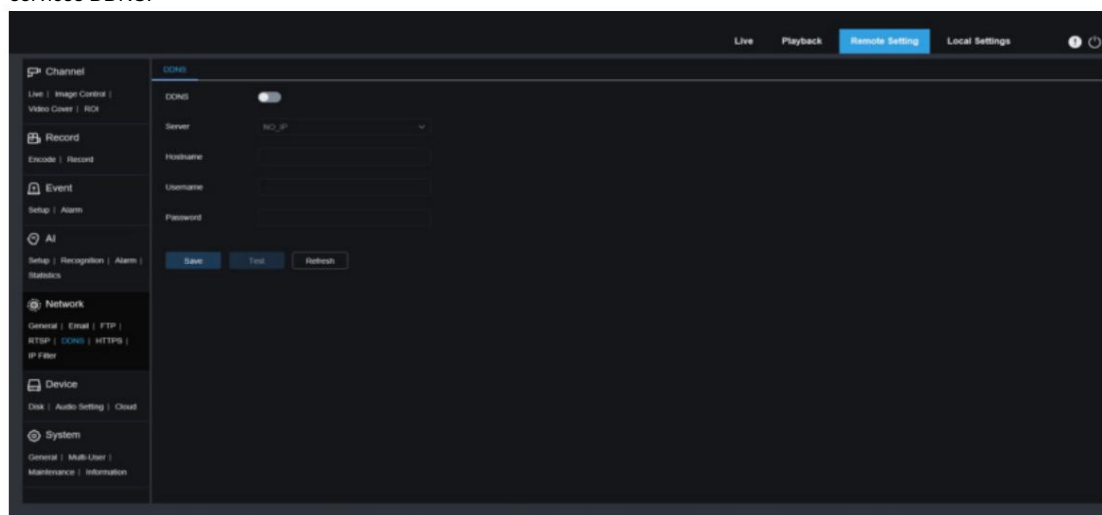 Live Playback Remote Setting Local Settings
Channel
Live | Image Control |
Video Cover | ROI
Record
Encode | Record
Event
Setup | Alarm
AI
Setup | Recognition | Alarm |
Statistics
Network
General | Email | FTP |
RTSP | DDNS | HTTPS |
IP Filter
Device
Disk | Audio Setting | Cloud
System
General | Multi-User |
Maintenance | Information
DDNS
DDNS
Server NO_IP
Hostname
Username
Password
Save Test Refresh